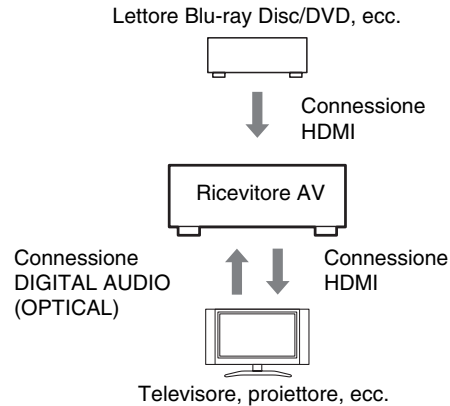 Lettore Blu-ray Disc/DVD, ecc.
Connessione
HDMI
Ricevitore AV
Connessione
DIGITAL AUDIO
(OPTICAL)
Connessione
HDMI
Televisore, proiettore, ecc.